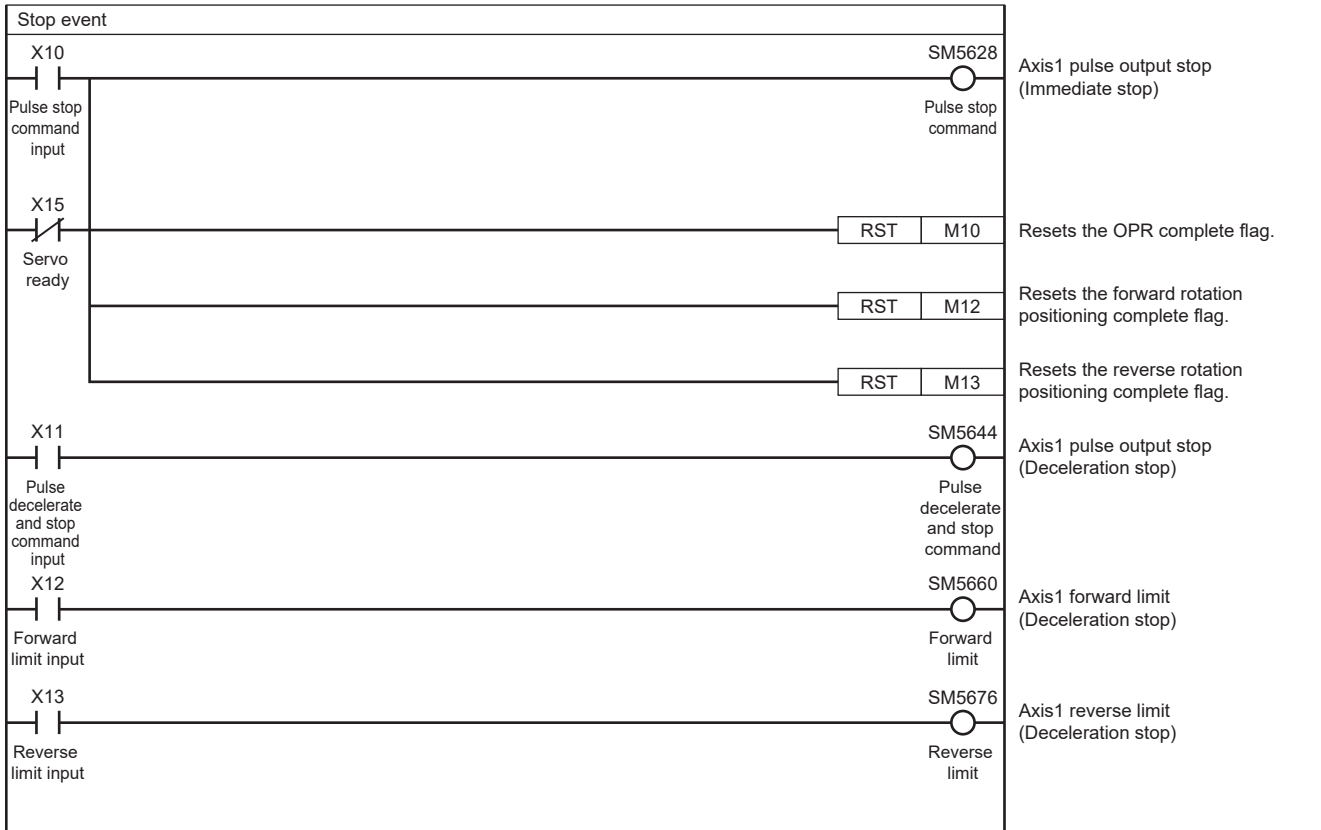 Stop event
X10
SM5628
Axis1 pulse output stop
(Immediate stop)
Pulse stop
command
input
Pulse stop
command
X15
Servo
ready
RST M10
Resets the OPR complete flag.
RST M12
Resets the forward rotation
positioning complete flag.
RST M13
Resets the reverse rotation
positioning complete flag.
X11
SM5644
Axis1 pulse output stop
(Deceleration stop)
Pulse
decelerate
and stop
command
input
Pulse
decelerate
and stop
command
X12
SM5660
Axis1 forward limit
(Deceleration stop)
Forward
limit input
Forward
limit
X13
SM5676
Axis1 reverse limit
(Deceleration stop)
Reverse
limit input
Reverse
limit